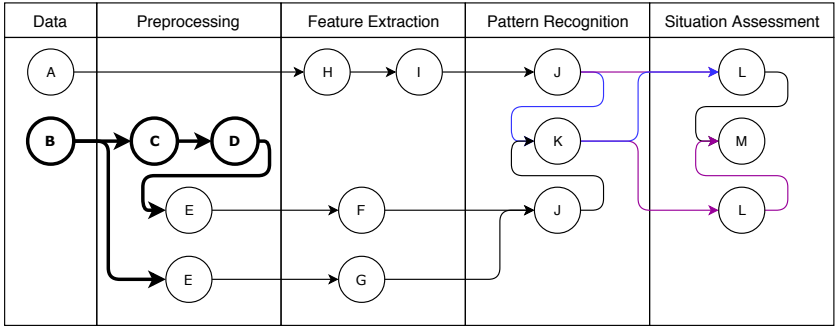 Data Preprocessing Feature Extraction Pattern Recognition Situation Assessment
A H I J L
B C D K M
E F J L
E G